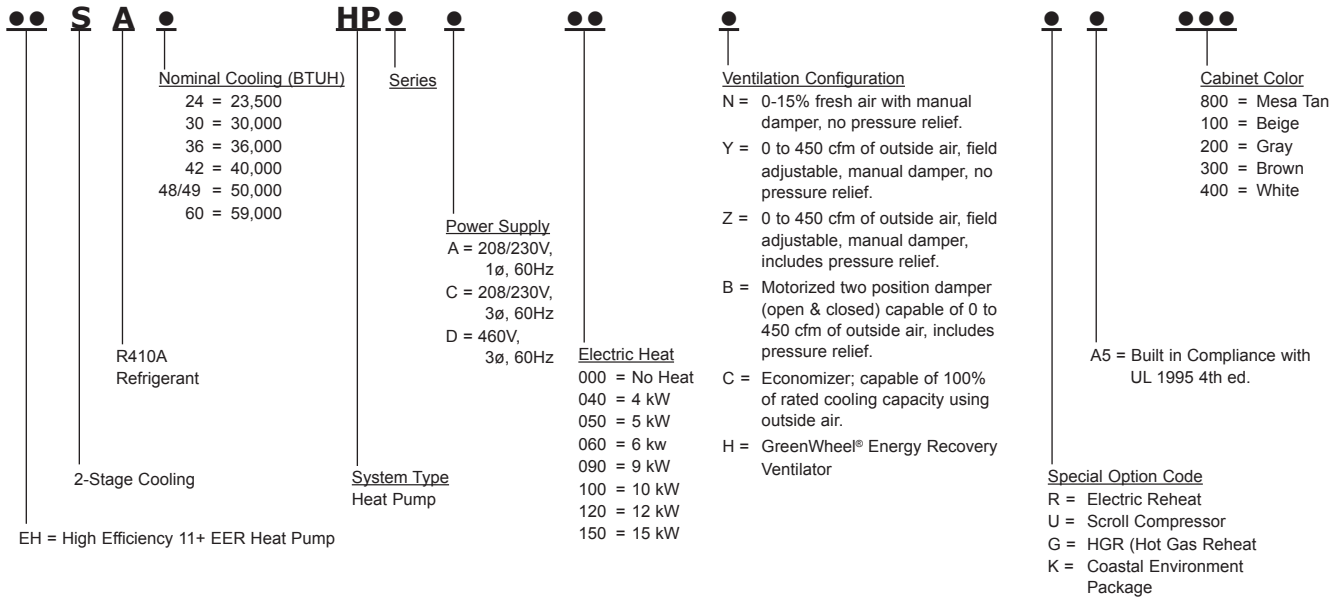 ●● S A ● HP ● ● ●● ● ● ● ●●●
Nominal Cooling (BTUH)
24 = 23,500
30 = 30,000
36 = 36,000
42 = 40,000
48/49 = 50,000
60 = 59,000
Series
Ventilation Configuration
N = 0-15% fresh air with manual
damper, no pressure relief.
Y = 0 to 450 cfm of outside air, field
adjustable, manual damper, no
pressure relief.
Z = 0 to 450 cfm of outside air, field
adjustable, manual damper,
includes pressure relief.
B = Motorized two position damper
(open & closed) capable of 0 to
450 cfm of outside air, includes
pressure relief.
C = Economizer; capable of 100%
of rated cooling capacity using
outside air.
H = GreenWheel® Energy Recovery
Ventilator
Cabinet Color
800 = Mesa Tan
100 = Beige
200 = Gray
300 = Brown
400 = White
Power Supply
A = 208/230V,
1ø, 60Hz
C = 208/230V,
3ø, 60Hz
D = 460V,
3ø, 60Hz
Electric Heat
000 = No Heat
040 = 4 kW
050 = 5 kW
060 = 6 kw
090 = 9 kW
100 = 10 kW
120 = 12 kW
150 = 15 kW
R410A
Refrigerant
A5 = Built in Compliance with
UL 1995 4th ed.
2-Stage Cooling
System Type
Heat Pump
Special Option Code
R = Electric Reheat
U = Scroll Compressor
G = HGR (Hot Gas Reheat
K = Coastal Environment
Package
EH = High Efficiency 11+ EER Heat Pump